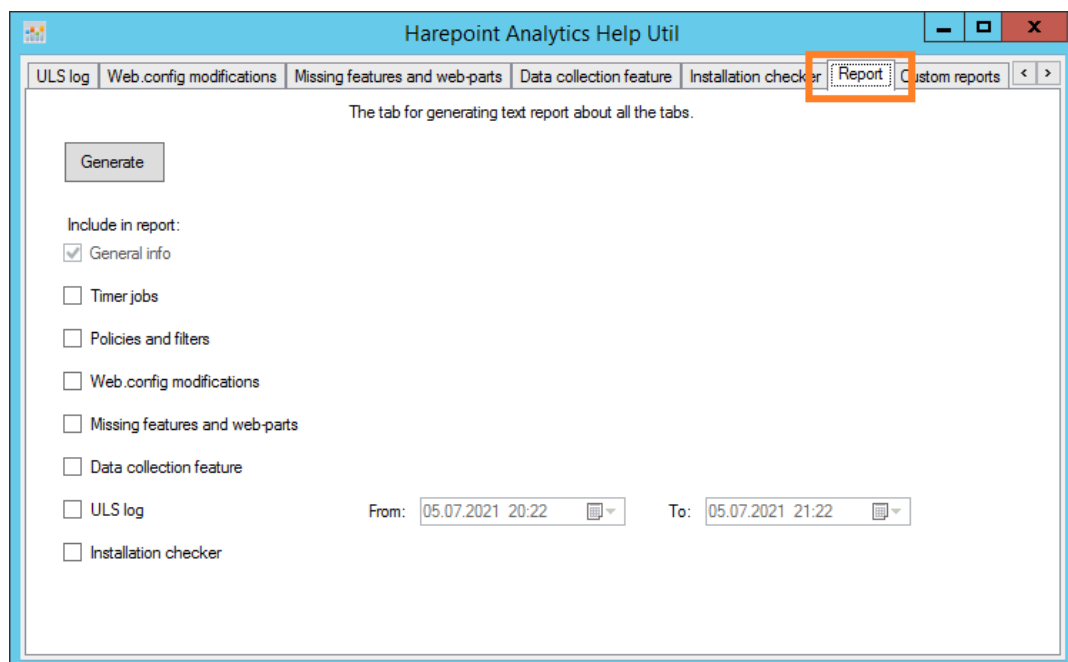 Harepoint Analytics Help Util
ULS log Web.config modifications Missing features and web-parts Data collection feature Installation checker Report Custom reports
The tab for generating text report about all the tabs.
Generate
Include in report:
General info
Timer jobs
Policies and filters
Web.config modifications
Missing features and web-parts
Data collection feature
ULS log From: 05.07.2021 20:22 To: 05.07.2021 21:22
Installation checker